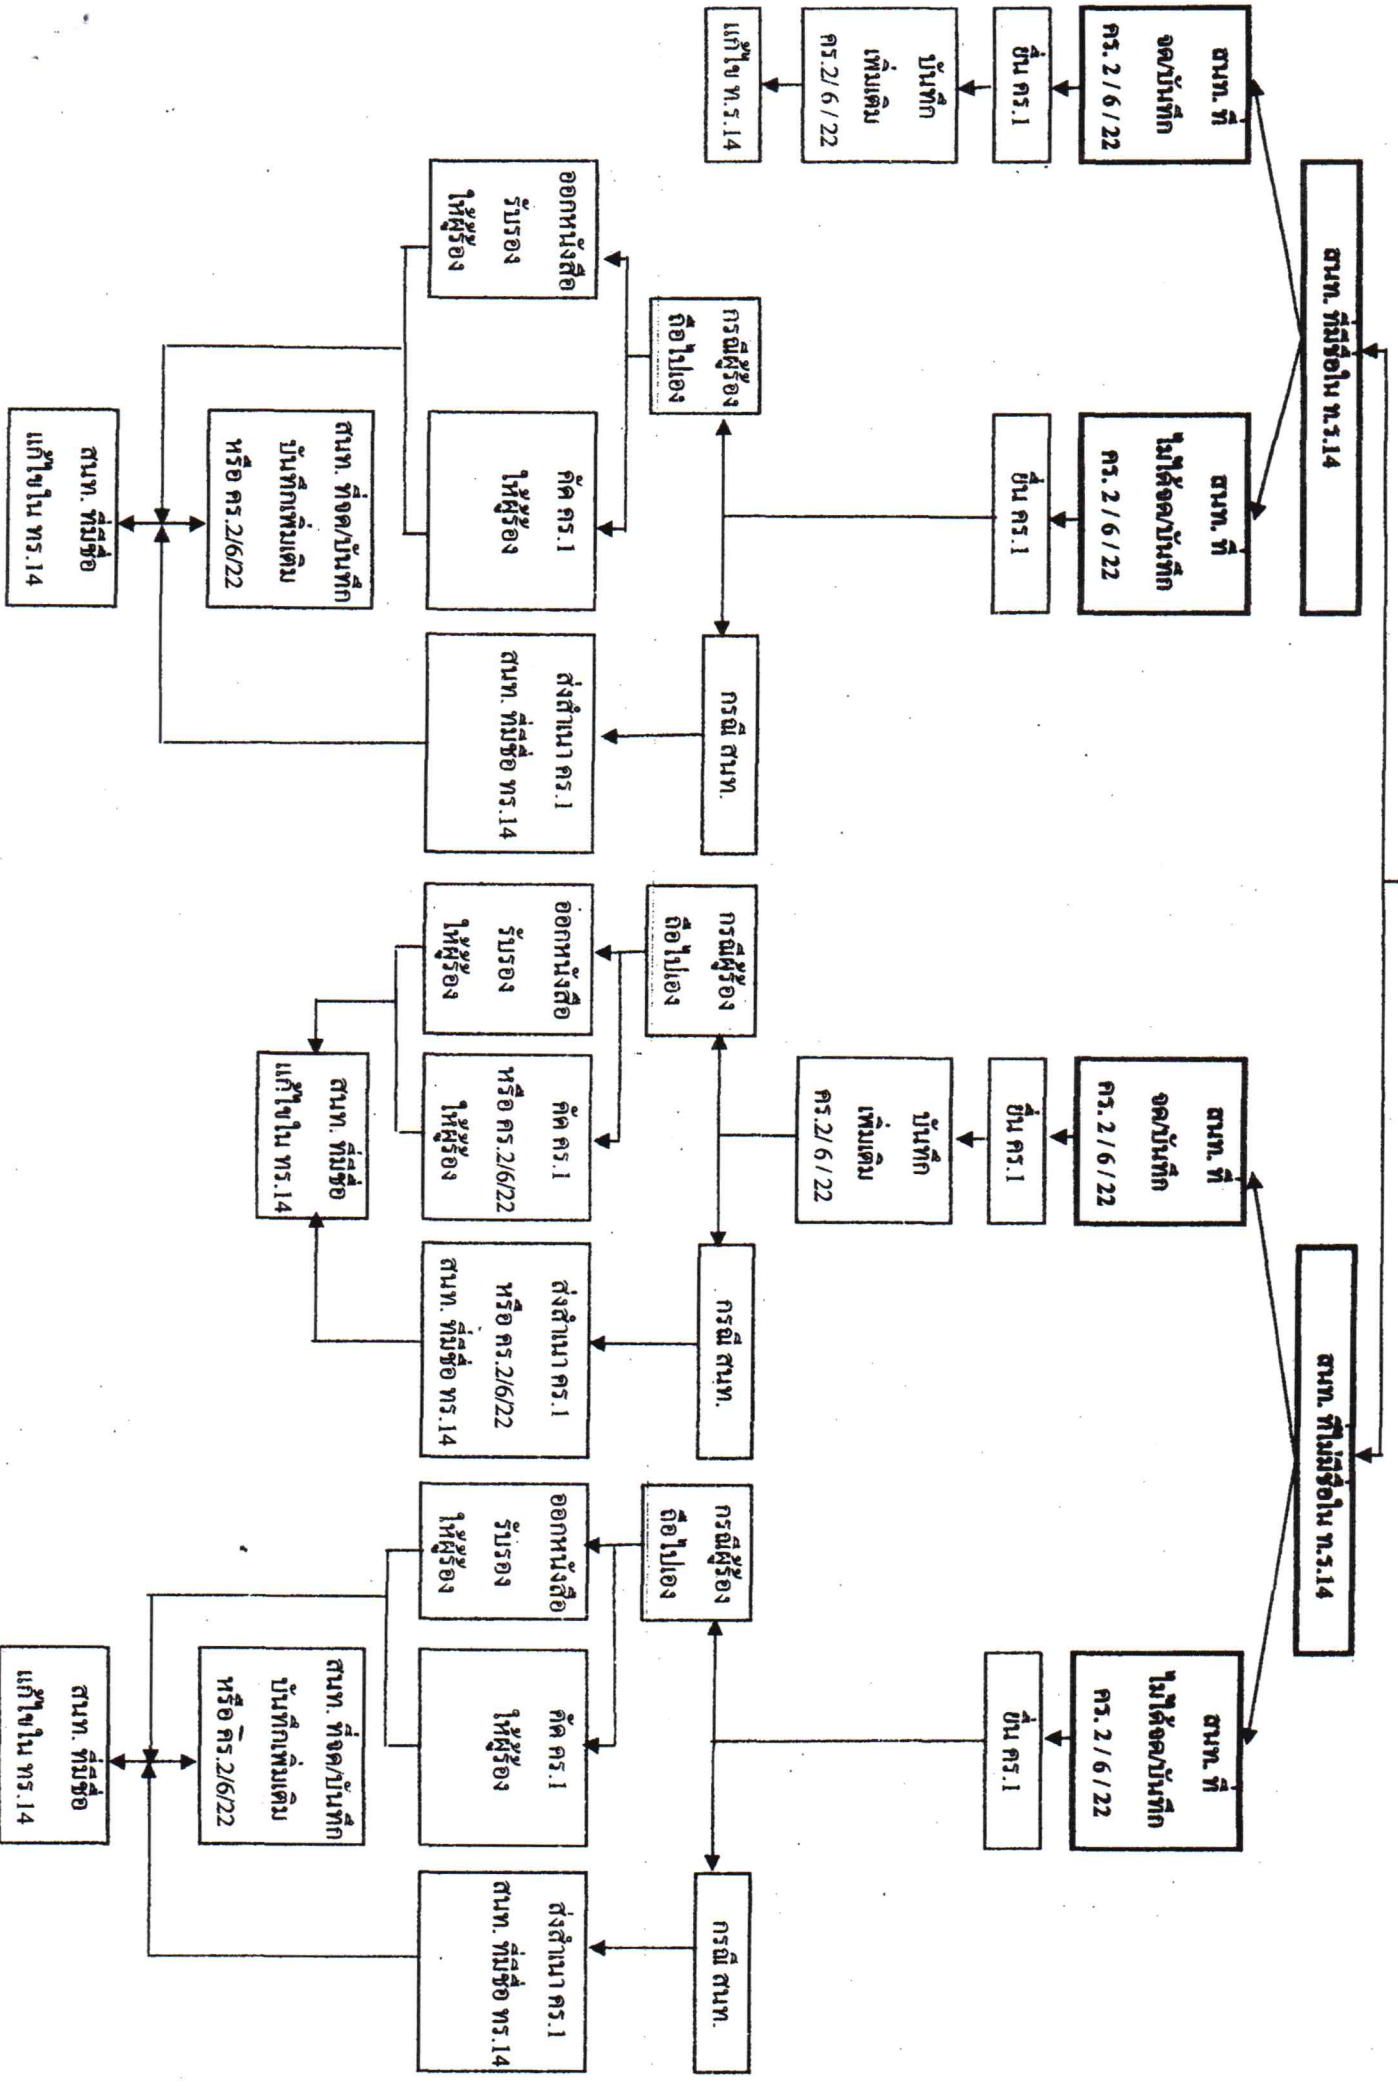 สนท. ที่มีชื่อใน ท.ร.14
สนท. ที่ไม่มีชื่อใน ท.ร.14
สนท. ที่
จด/บันทึก
คร. 2 / 6 / 22
สนท. ที่
ไม่ได้จด/บันทึก
คร. 2 / 6 / 22
สนท. ที่
จด/บันทึก
คร. 2 / 6 / 22
สนท. ที่
ไม่ได้จด/บันทึก
คร. 2 / 6 / 22
ยื่น คร.1
ยื่น คร.1
ยื่น คร.1
ยื่น คร.1
บันทึก
เพิ่มเติม
คร.2/ 6 / 22
บันทึก
เพิ่มเติม
คร.2/ 6 / 22
แก้ไข ท.ร.14
กรณีผู้ร้อง
ถือไปเอง
กรณี สนท.
กรณีผู้ร้อง
ถือไปเอง
กรณี สนท.
กรณีผู้ร้อง
ถือไปเอง
กรณี สนท.
ออกหนังสือ
รับรอง
ให้ผู้ร้อง
คัด คร.1
ให้ผู้ร้อง
ส่งสำเนา คร.1
สนท. ที่มีชื่อ ทร.14
ออกหนังสือ
รับรอง
ให้ผู้ร้อง
คัด คร.1
หรือ คร.2/6/22
ให้ผู้ร้อง
ส่งสำเนา คร.1
หรือ คร.2/6/22
สนท. ที่มีชื่อ ทร.14
ออกหนังสือ
รับรอง
ให้ผู้ร้อง
คัด คร.1
ให้ผู้ร้อง
ส่งสำเนา คร.1
สนท. ที่มีชื่อ ทร.14
สนท. ที่จด/บันทึก
บันทึกเพิ่มเติม
หรือ คร.2/6/22
สนท. ที่มีชื่อ
แก้ไขใน ทร.14
สนท. ที่จด/บันทึก
บันทึกเพิ่มเติม
หรือ คร.2/6/22
สนท. ที่มีชื่อ
แก้ไขใน ทร.14
สนท. ที่มีชื่อ
แก้ไขใน ทร.14